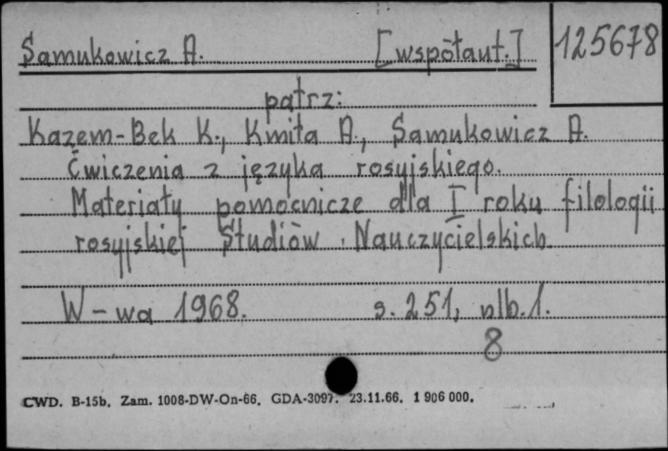 Samukowicz A. [współaut.] 125678
patrz:
Kazem-Bek K., Kmita A., Samukowicz A.
Ćwiczenia z języka rosyjskiego.
Materiały pomocnicze dla I roku filologii
rosyjskiej Studiów Nauczycielskich.
W-wa 1968. s. 251, nlb. 1.
8
CWD. B-15b. Zam. 1008-DW-On-66. GDA-3097. 23.11.66. 1 906 000.